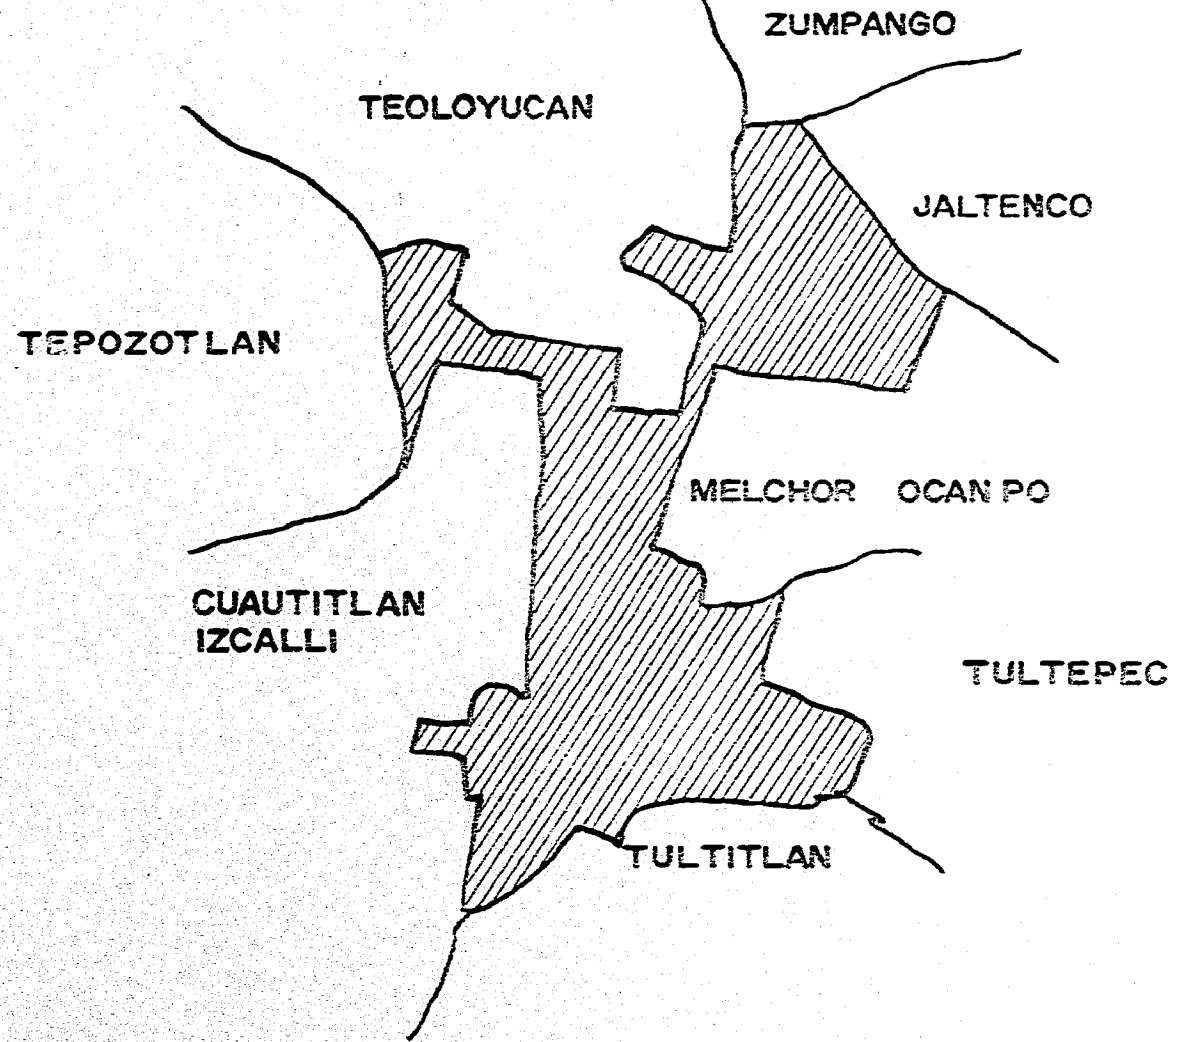 ZUMPANGO
TEOLOYUCAN
JALTENCO
TEPOZOTLAN
MELCHOR OCANPO
CUAUTITLAN
IZCALLI
TULTEPEC
TULTITLAN